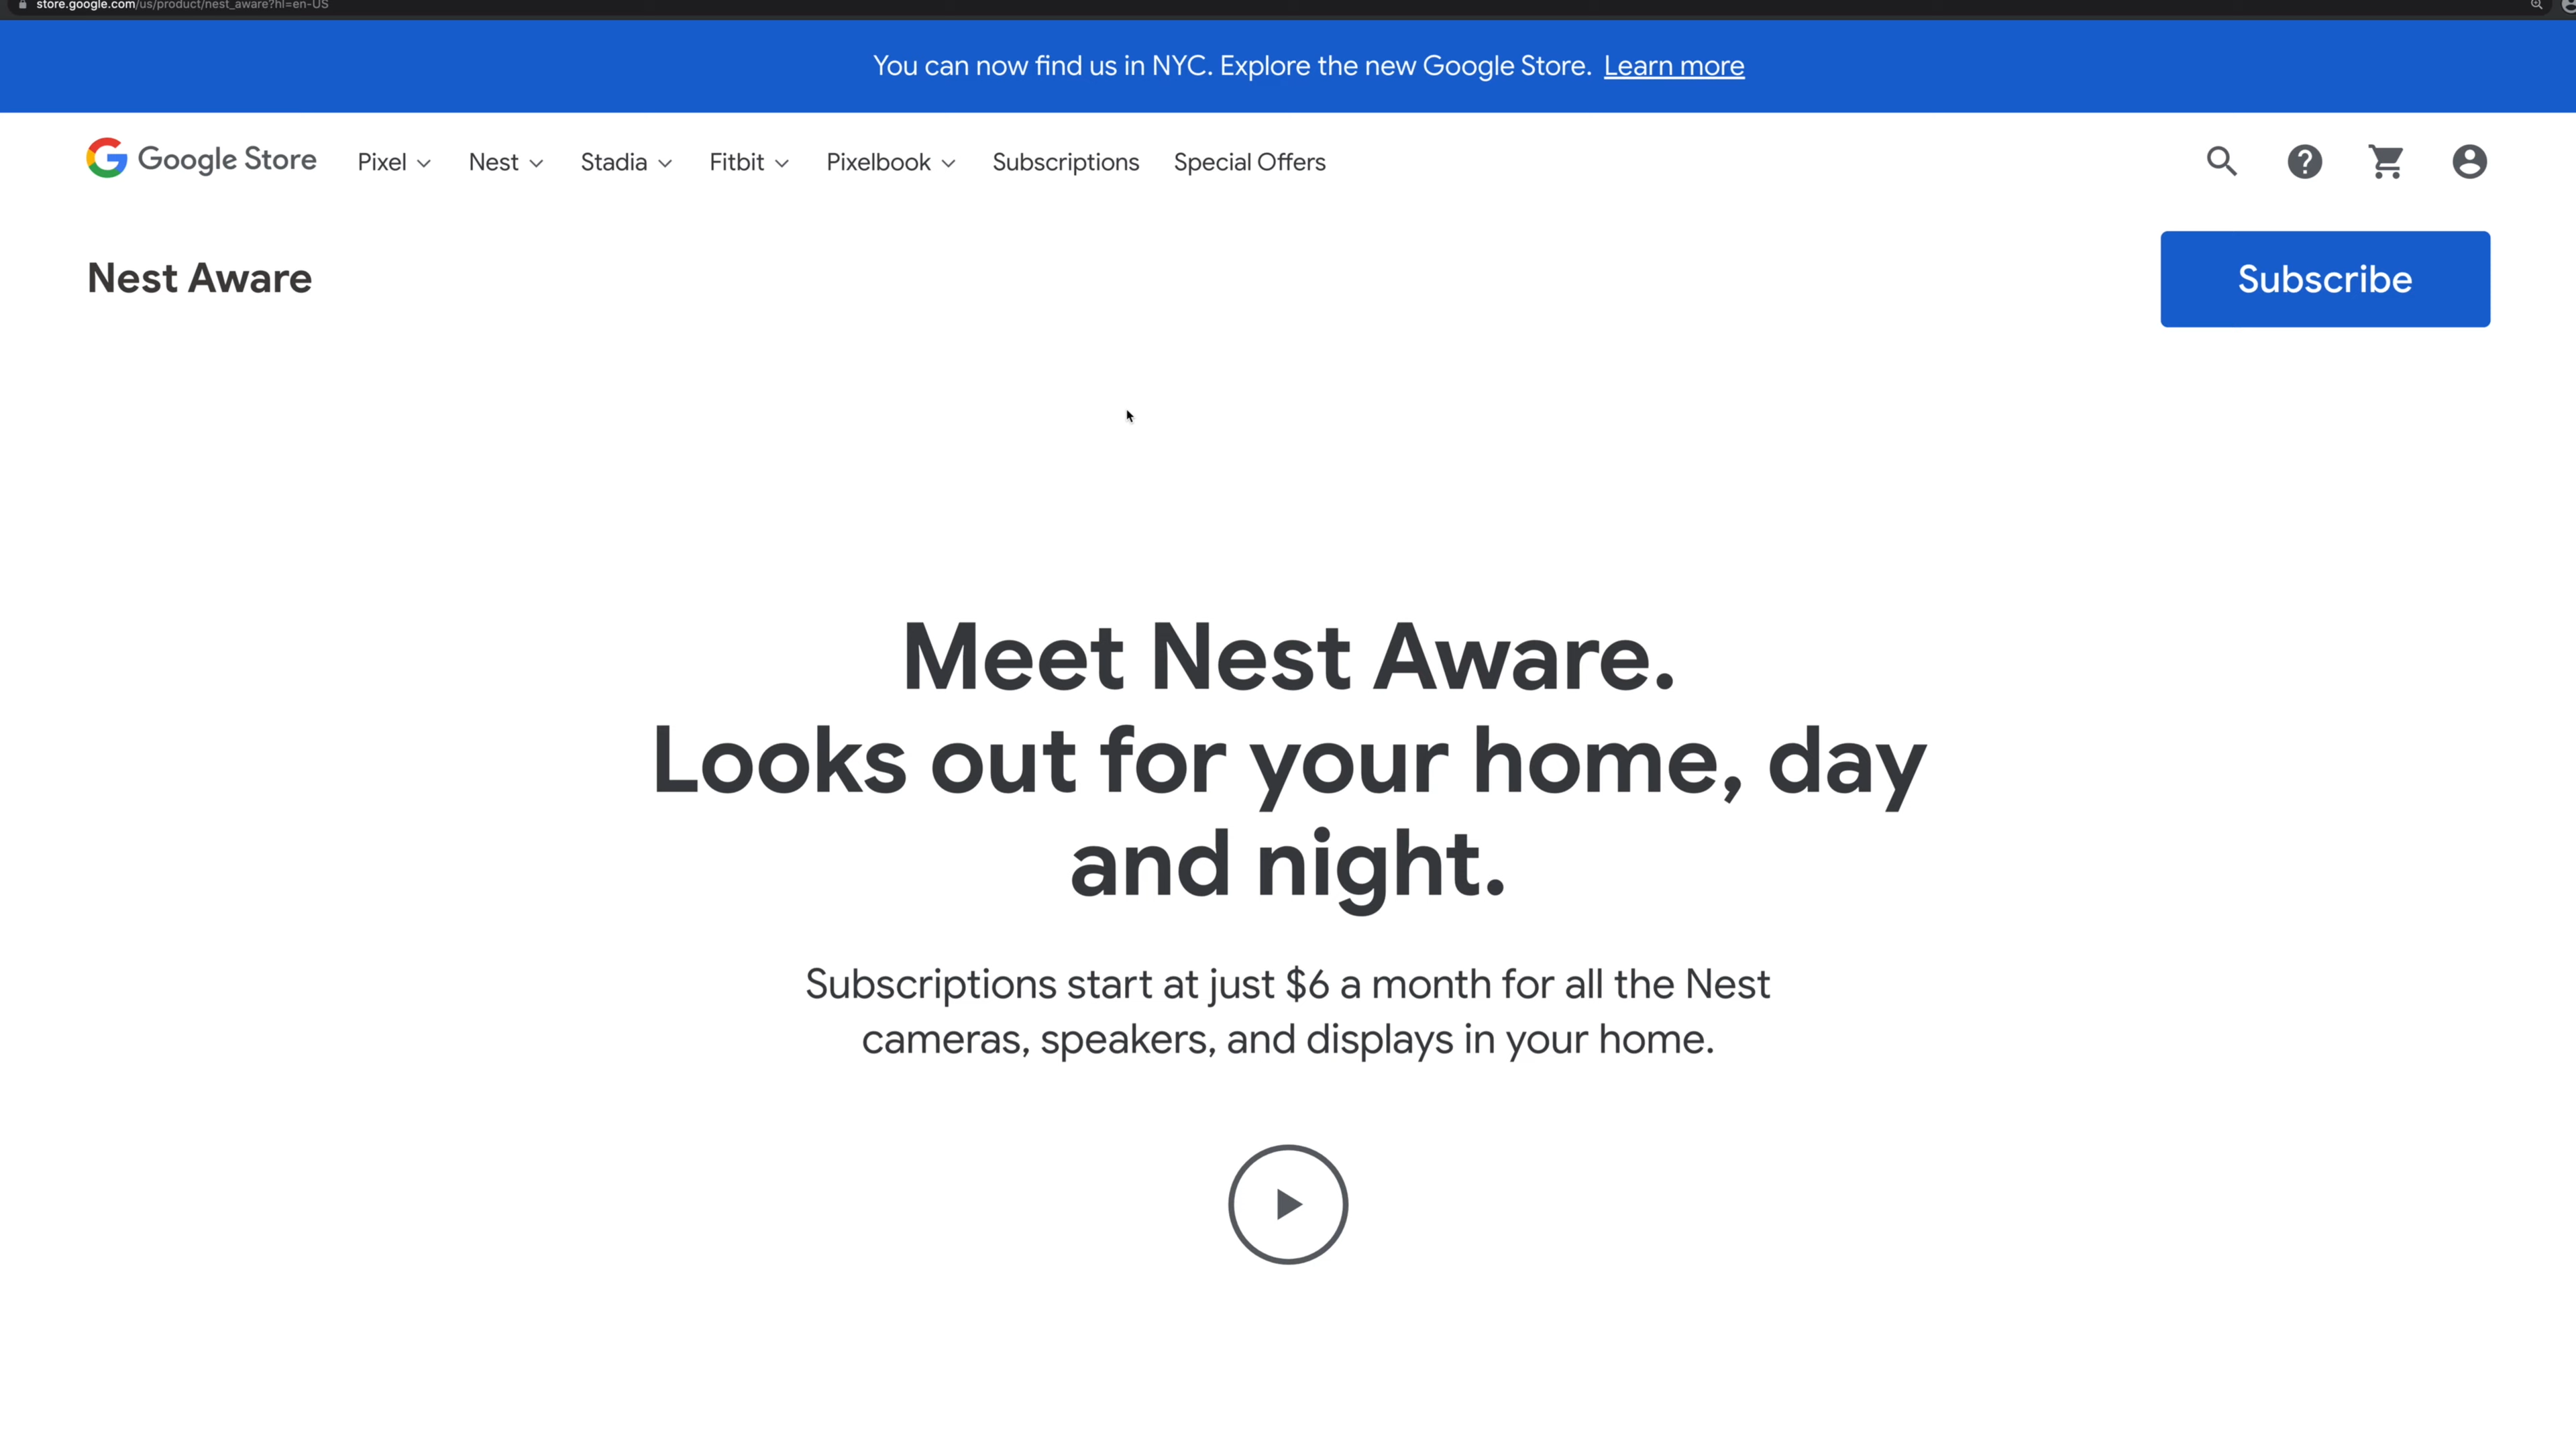 store.google.com/us/product/nest_aware?hl=en-US
You can now find us in NYC. Explore the new Google Store. Learn more
Google Store Pixel Nest Stadia Fitbit Pixelbook Subscriptions Special Offers
Nest Aware Subscribe
Meet Nest Aware.
Looks out for your home, day
and night.
Subscriptions start at just $6 a month for all the Nest
cameras, speakers, and displays in your home.